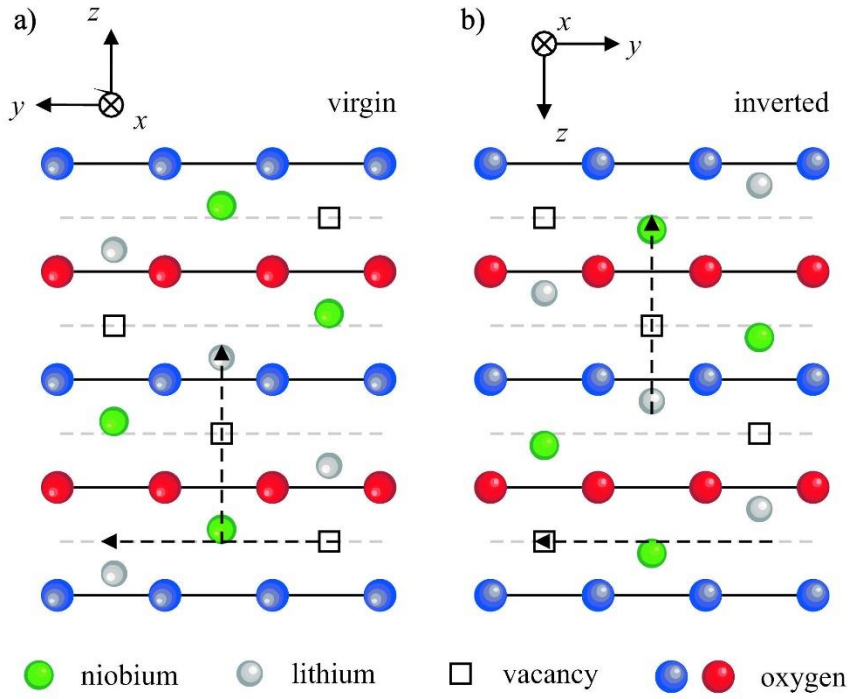 a)
z
y
x
virgin
b)
x
y
z
inverted
niobium
lithium
vacancy
oxygen